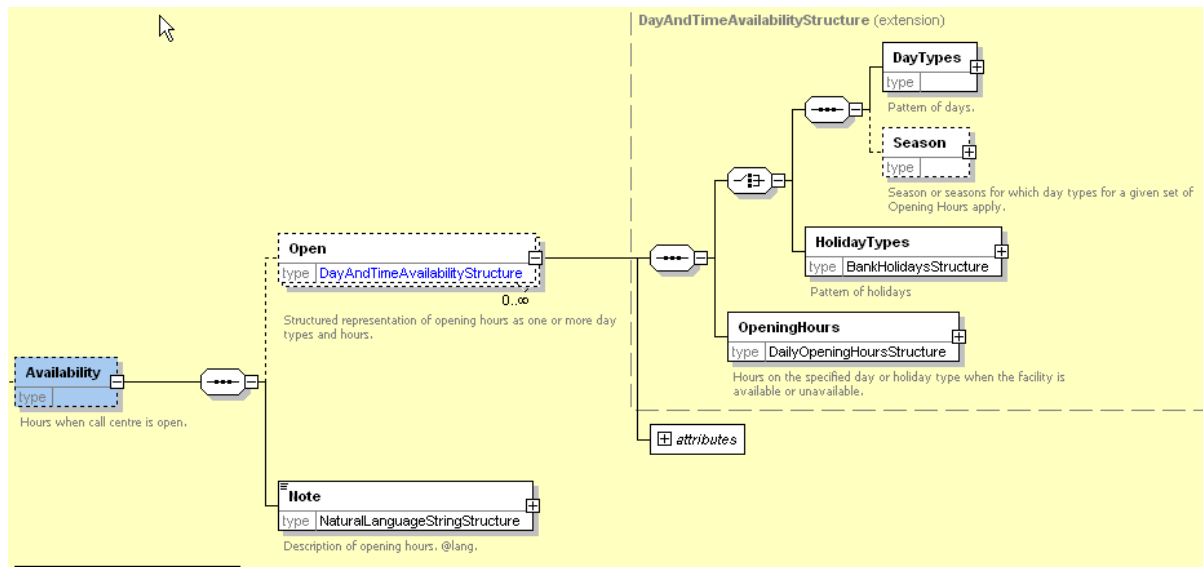 DayAndTimeAvailabilityStructure (extension)
DayTypes
type
Pattern of days.
Season
type
Season or seasons for which day types for a given set of
Opening Hours apply.
HolidayTypes
type BankHolidaysStructure
Pattern of holidays
Open
type DayAndTimeAvailabilityStructure
0..∞
Structured representation of opening hours as one or more day
types and hours.
OpeningHours
type DailyOpeningHoursStructure
Hours on the specified day or holiday type when the facility is
available or unavailable.
Availability
type
Hours when call centre is open.
attributes
Note
type NaturalLanguageStringStructure
Description of opening hours. @lang.